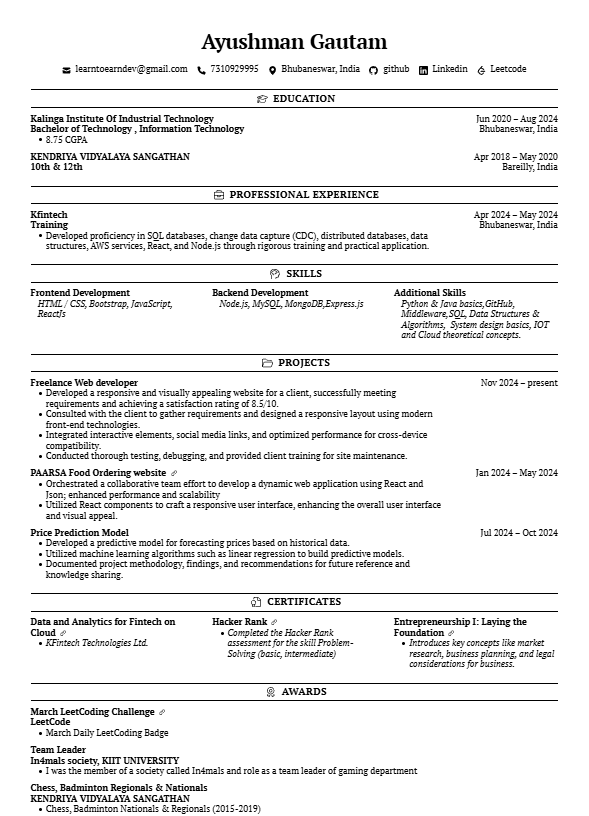 Ayushman Gautam
learntoearndev@gmail.com 7310929995 Bhubaneswar, India github Linkedin Leetcode
EDUCATION
Kalinga Institute Of Industrial Technology Jun 2020 – Aug 2024
Bachelor of Technology , Information Technology Bhubaneswar, India
• 8.75 CGPA
KENDRIYA VIDYALAYA SANGATHAN Apr 2018 – May 2020
10th & 12th Bareilly, India
PROFESSIONAL EXPERIENCE
Kfintech Apr 2024 – May 2024
Training Bhubaneswar, India
• Developed proficiency in SQL databases, change data capture (CDC), distributed databases, data
structures, AWS services, React, and Node.js through rigorous training and practical application.
SKILLS
Frontend Development
HTML / CSS, Bootstrap, JavaScript,
ReactJs
Backend Development
Node.js, MySQL, MongoDB,Express.js
Additional Skills
Python & Java basics,GitHub,
Middleware,SQL, Data Structures &
Algorithms, System design basics, IOT
and Cloud theoretical concepts.
PROJECTS
Freelance Web developer Nov 2024 – present
• Developed a responsive and visually appealing website for a client, successfully meeting
requirements and achieving a satisfaction rating of 8.5/10.
• Consulted with the client to gather requirements and designed a responsive layout using modern
front-end technologies.
• Integrated interactive elements, social media links, and optimized performance for cross-device
compatibility.
• Conducted thorough testing, debugging, and provided client training for site maintenance.
PAARSA Food Ordering website Jan 2024 – May 2024
• Orchestrated a collaborative team effort to develop a dynamic web application using React and
Json; enhanced performance and scalability
• Utilized React components to craft a responsive user interface, enhancing the overall user interface
and visual appeal.
Price Prediction Model Jul 2024 – Oct 2024
• Developed a predictive model for forecasting prices based on historical data.
• Utilized machine learning algorithms such as linear regression to build predictive models.
• Documented project methodology, findings, and recommendations for future reference and
knowledge sharing.
CERTIFICATES
Data and Analytics for Fintech on
Cloud
• KFintech Technologies Ltd.
Hacker Rank
• Completed the Hacker Rank
assessment for the skill.Problem-
Solving (basic, intermediate)
Entrepreneurship I: Laying the
Foundation
• Introduces key concepts like market
research, business planning, and legal
considerations for business.
AWARDS
March LeetCoding Challenge
LeetCode
• March Daily LeetCoding Badge
Team Leader
In4mals society, KIIT UNIVERSITY
• I was the member of a society called In4mals and role as a team leader of gaming department
Chess, Badminton Regionals & Nationals
KENDRIYA VIDYALAYA SANGATHAN
• Chess, Badminton Nationals & Regionals (2015-2019)